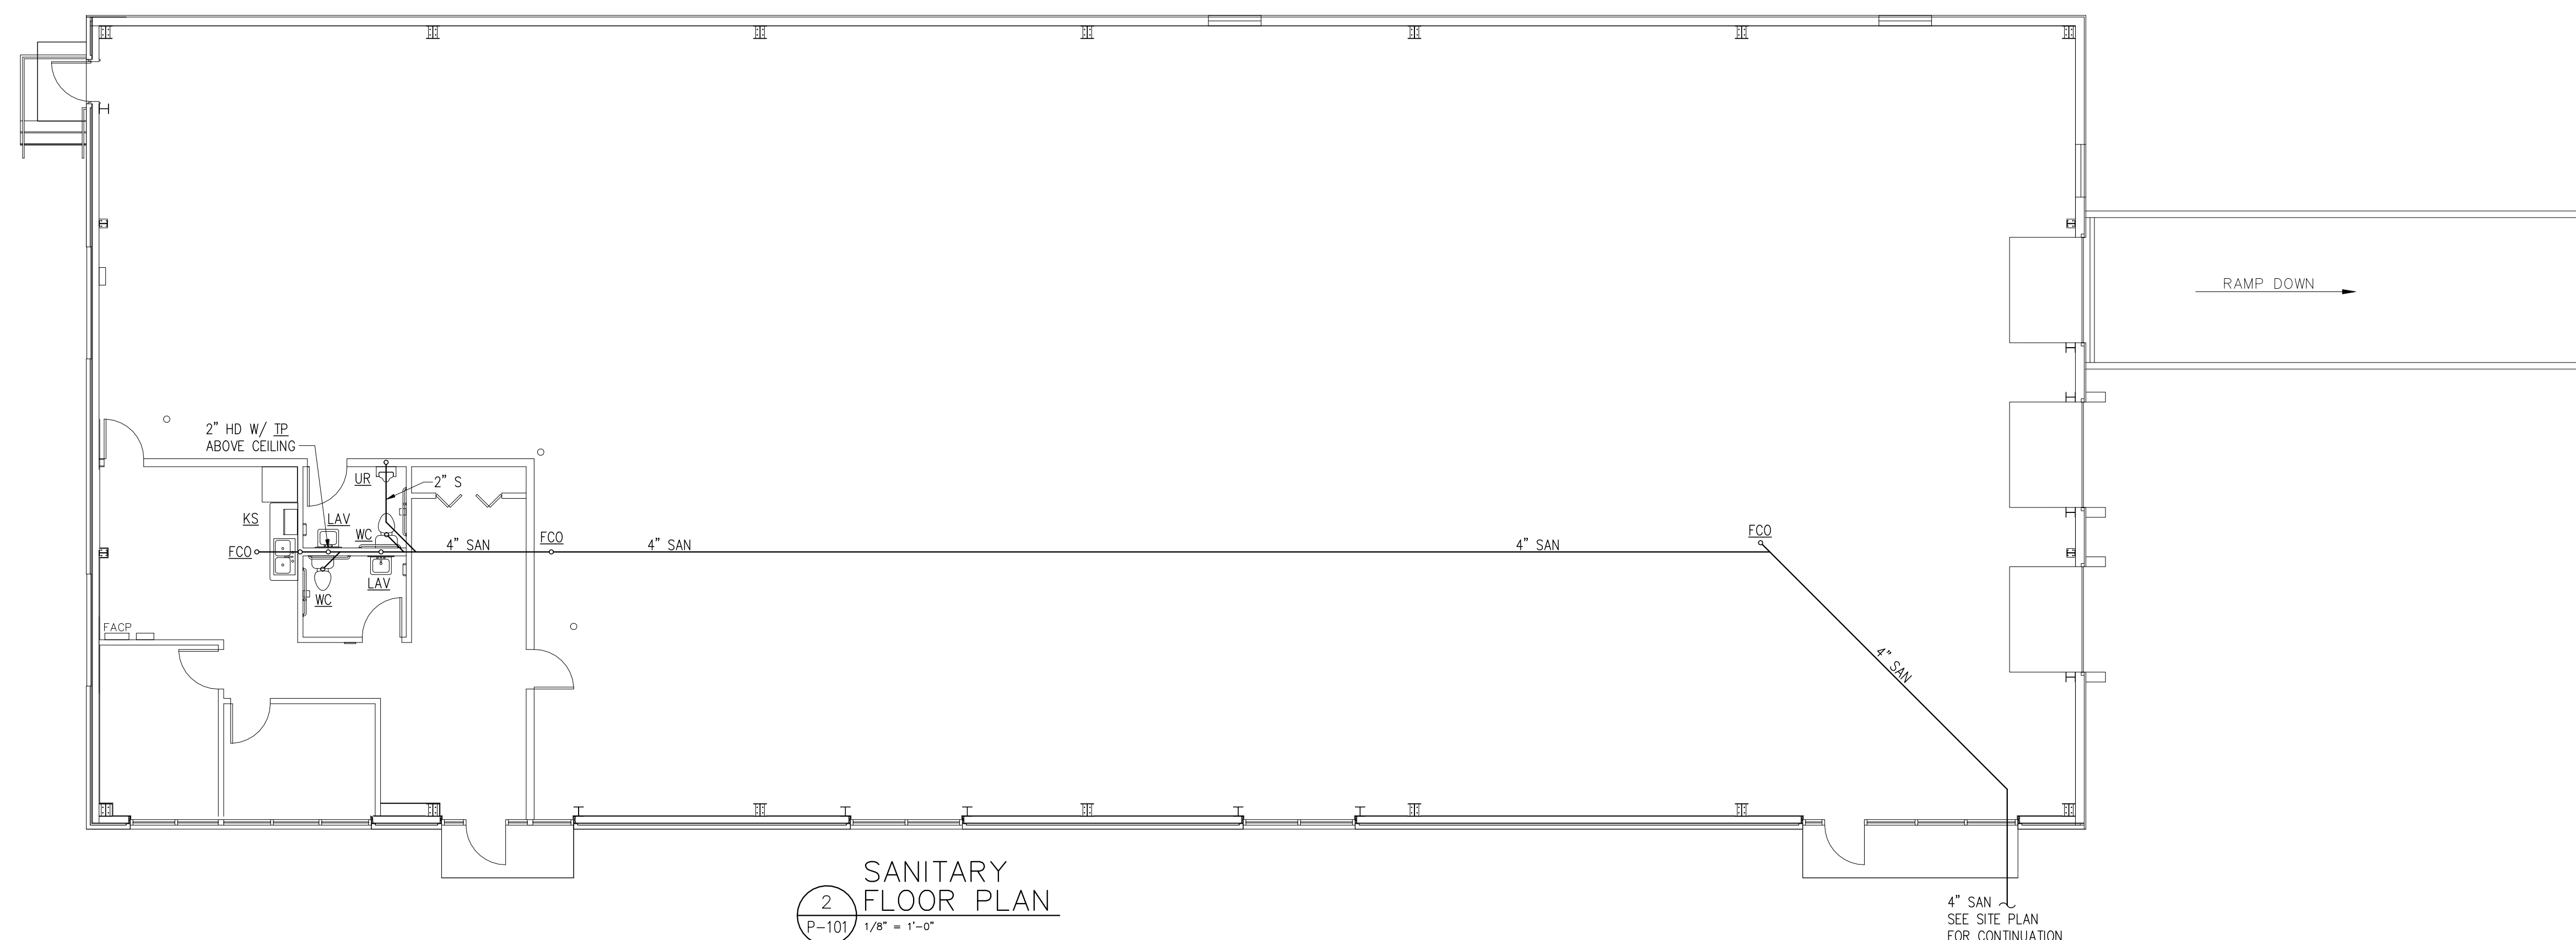 RAMP DOWN
2" HD W/ TP
ABOVE CEILING
UR
2" S
KS
LAV
WC
FCO
4" SAN
FCO
4" SAN
4" SAN
FCO
LAV
WC
FACP
4" SAN
SANITARY
FLOOR PLAN
2
P-101
1/8" = 1'-0"
4" SAN
SEE SITE PLAN
FOR CONTINUATION